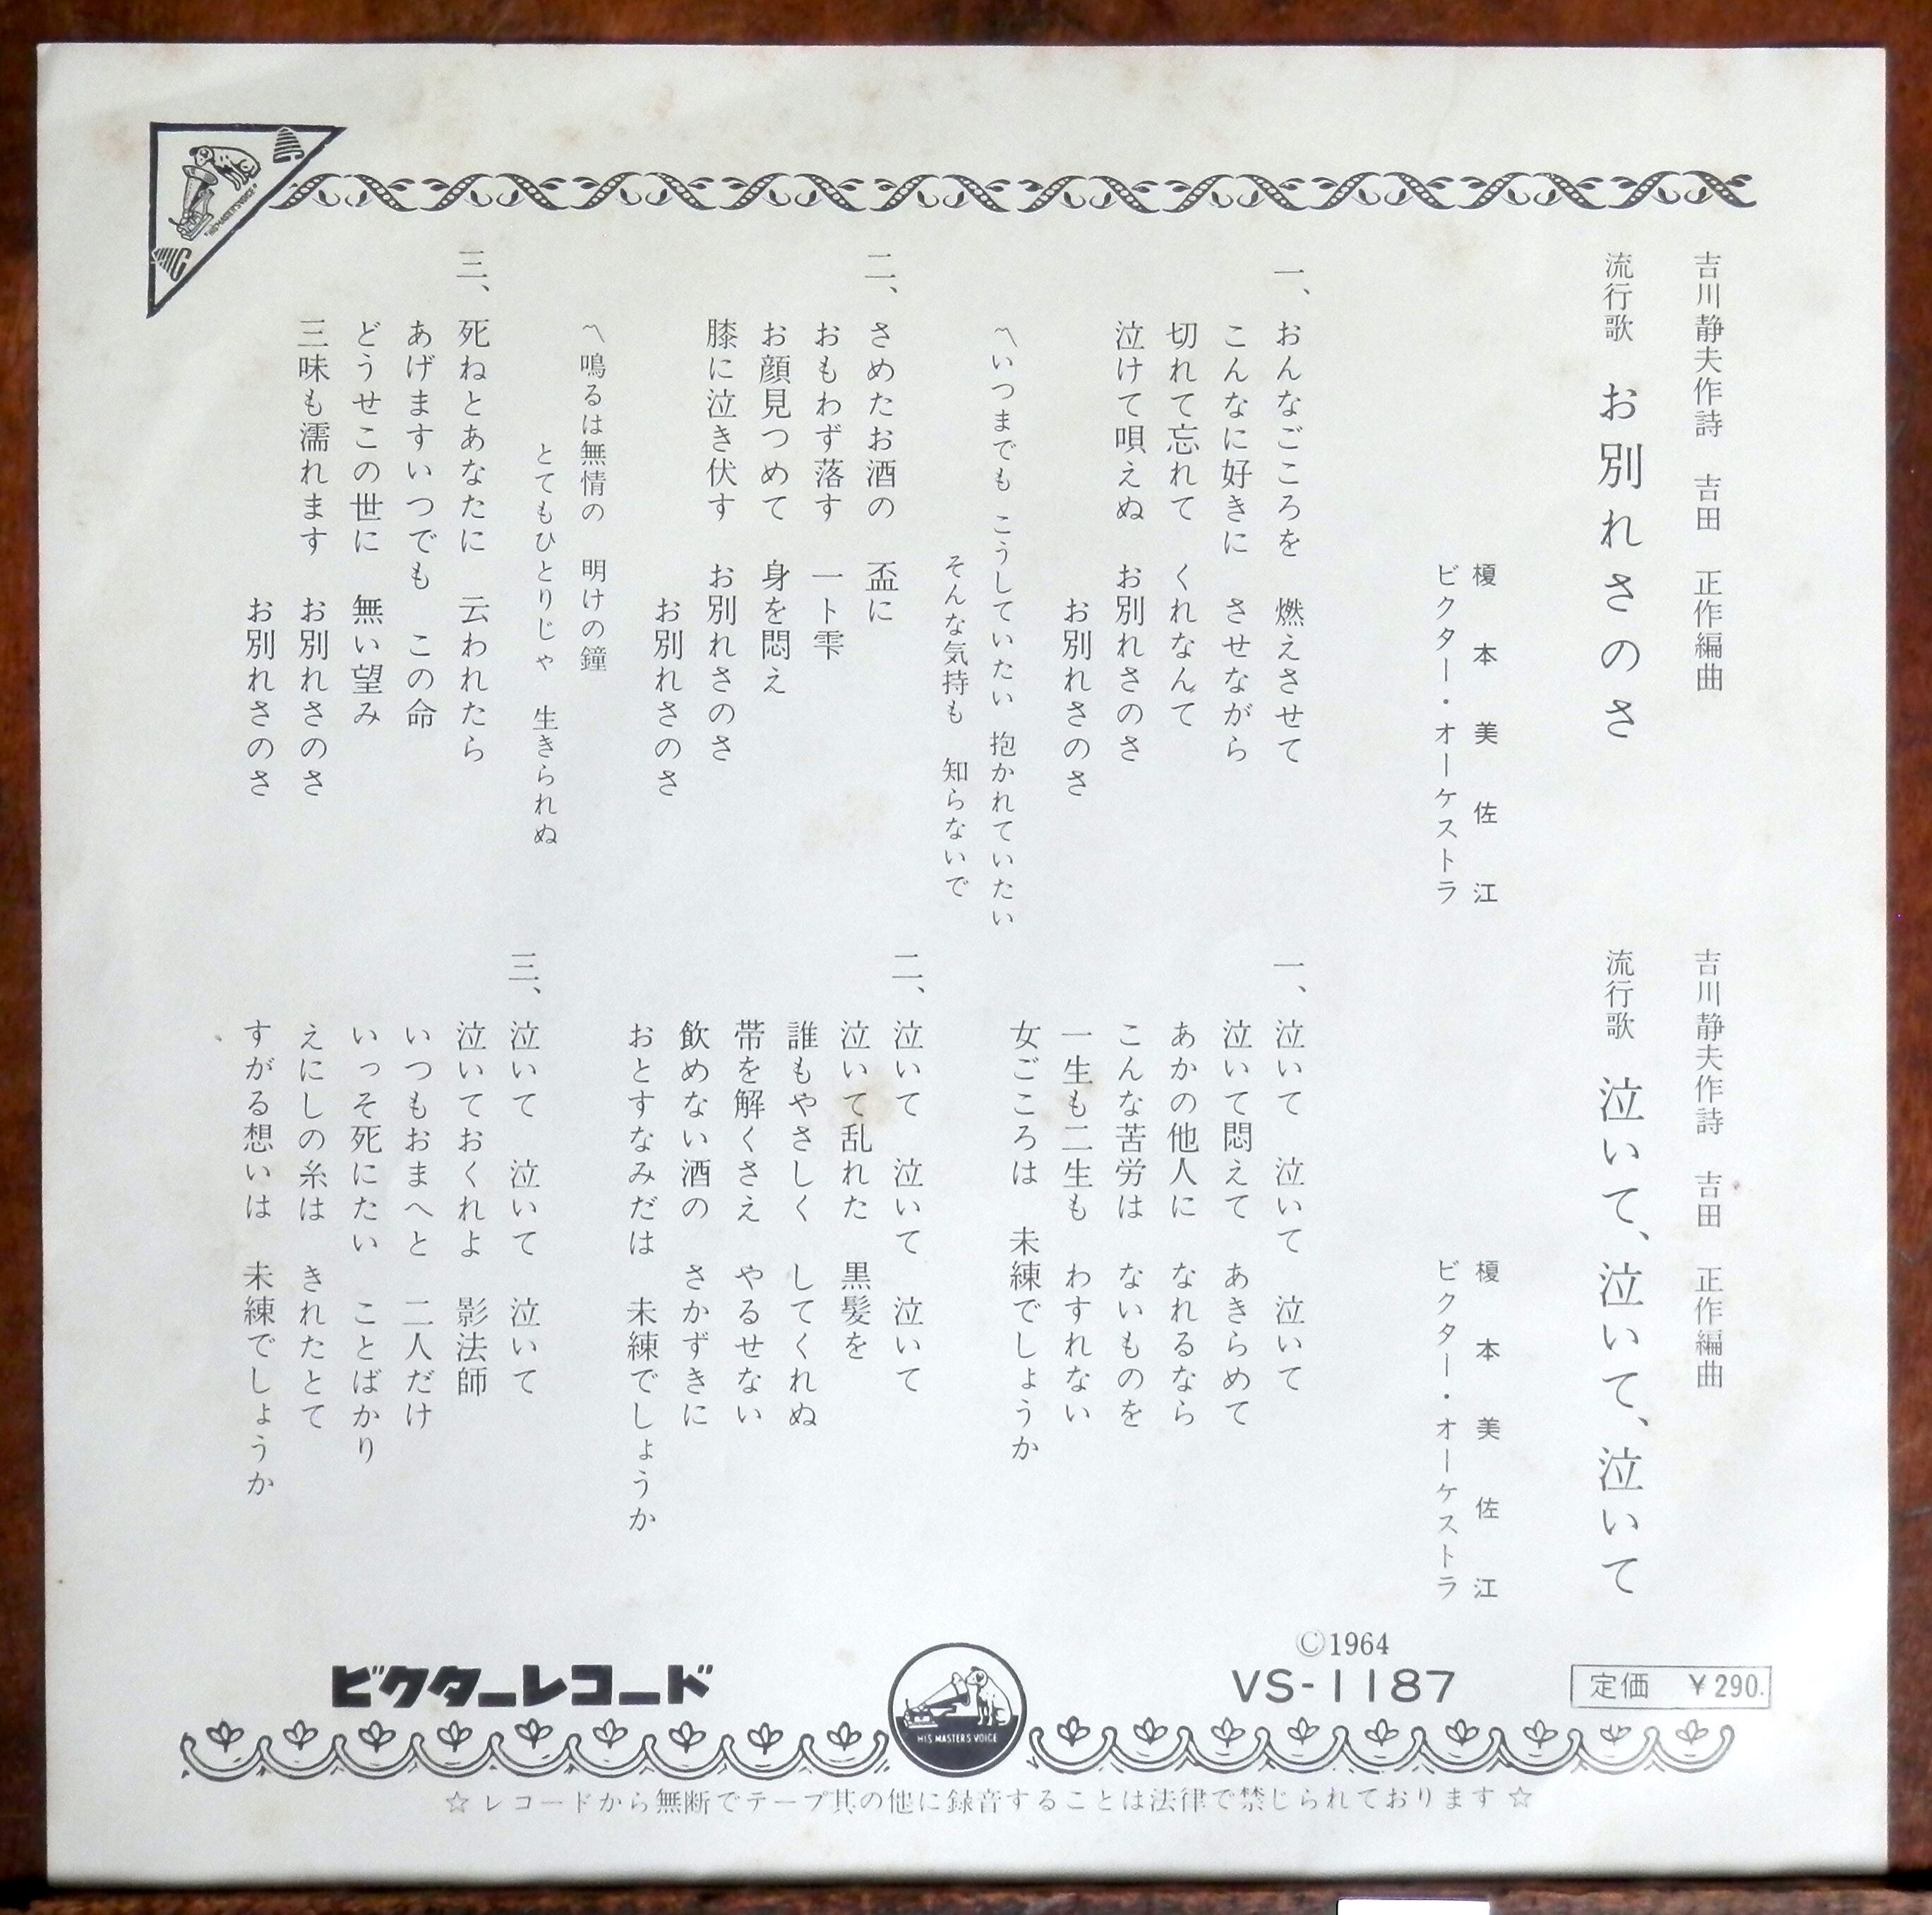 吉川静夫作詩　吉田　正作編曲
流行歌　お別れさのさ
榎本美佐江
ビクター・オーケストラ
一、おんなごころを　燃えさせて
こんなに好きに　させながら
切れて忘れて　くれなんて
泣けて唄えぬ　お別れさのさ
お別れさのさ
〽いつまでも　こうしていたい　抱かれていたい
そんな気持も　知らないで
二、さめたお酒の　盃に
おもわず落す　一ト雫
お顔見つめて　身を悶え
膝に泣き伏す　お別れさのさ
お別れさのさ
〽鳴るは無情の　明けの鐘
とてもひとりじゃ　生きられぬ
三、死ねとあなたに　云われたら
あげますいつでも　この命
どうせこの世に　無い望み
三味も濡れます　お別れさのさ
お別れさのさ
吉川静夫作詩　吉田　正作編曲
流行歌　泣いて、泣いて、泣いて
榎本美佐江
ビクター・オーケストラ
一、泣いて　泣いて　泣いて
泣いて悶えて　あきらめて
あかの他人に　なれるなら
こんな苦労は　ないものを
一生も二生も　わすれない
女ごころは　未練でしょうか
二、泣いて　泣いて　泣いて
泣いて乱れた　黒髪を
誰もやさしく　してくれぬ
帯を解くさえ　やるせない
飲めない酒の　さかずきに
おとすなみだは　未練でしょうか
三、泣いて　泣いて　泣いて
泣いておくれよ　影法師
いつもおまへと　二人だけ
いっそ死にたい　ことばかり
えにしの糸は　きれたとて
すがる想いは　未練でしょうか
©1964
ビクターレコード
VS-1187
定価　￥290.
HIS MASTERS VOICE
☆レコードから無断でテープ其の他に録音することは法律で禁じられております☆
"HIS MASTER'S VOICE"